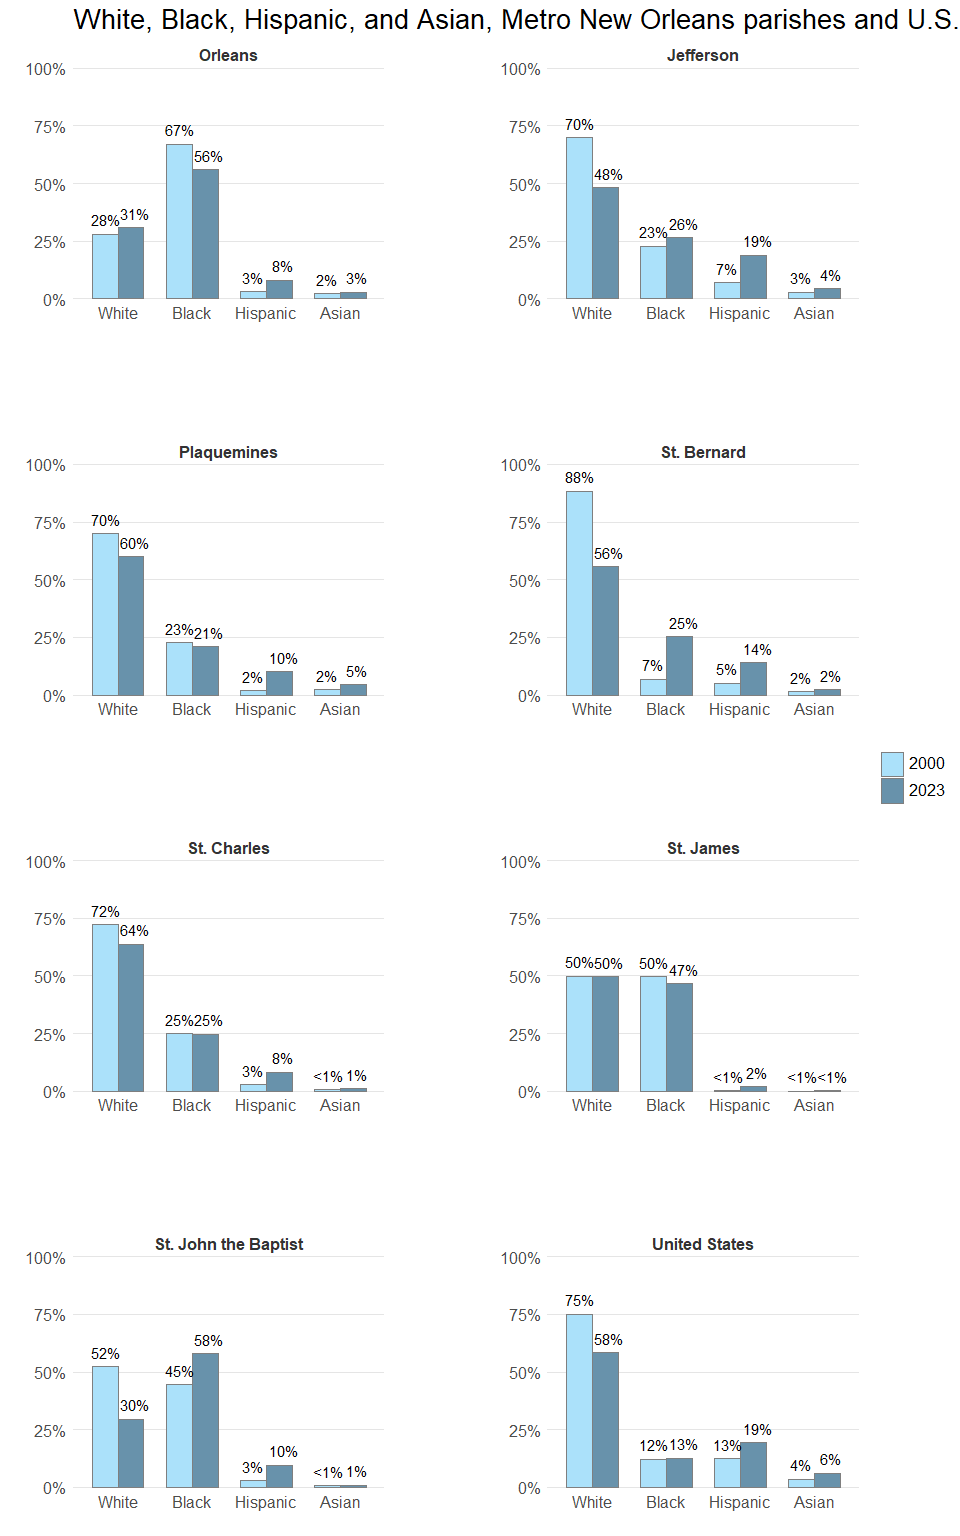 White, Black, Hispanic, and Asian, Metro New Orleans parishes and U.S.
Orleans
100%
75%
50%
25%
0%
28% 31% 67% 56% 3% 8% 2% 3%
White Black Hispanic Asian
Jefferson
100%
75%
50%
25%
0%
70% 48% 23% 26% 7% 19% 3% 4%
White Black Hispanic Asian
Plaquemines
100%
75%
50%
25%
0%
70% 60% 23% 21% 2% 10% 2% 5%
White Black Hispanic Asian
St. Bernard
100%
75%
50%
25%
0%
88% 56% 7% 25% 5% 14% 2% 2%
White Black Hispanic Asian
2000
2023
St. Charles
100%
75%
50%
25%
0%
72% 64% 25% 25% 3% 8% <1% 1%
White Black Hispanic Asian
St. James
100%
75%
50%
25%
0%
50% 50% 50% 47% <1% 2% <1% <1%
White Black Hispanic Asian
St. John the Baptist
100%
75%
50%
25%
0%
52% 30% 45% 58% 3% 10% <1% 1%
White Black Hispanic Asian
United States
100%
75%
50%
25%
0%
75% 58% 12% 13% 13% 19% 4% 6%
White Black Hispanic Asian